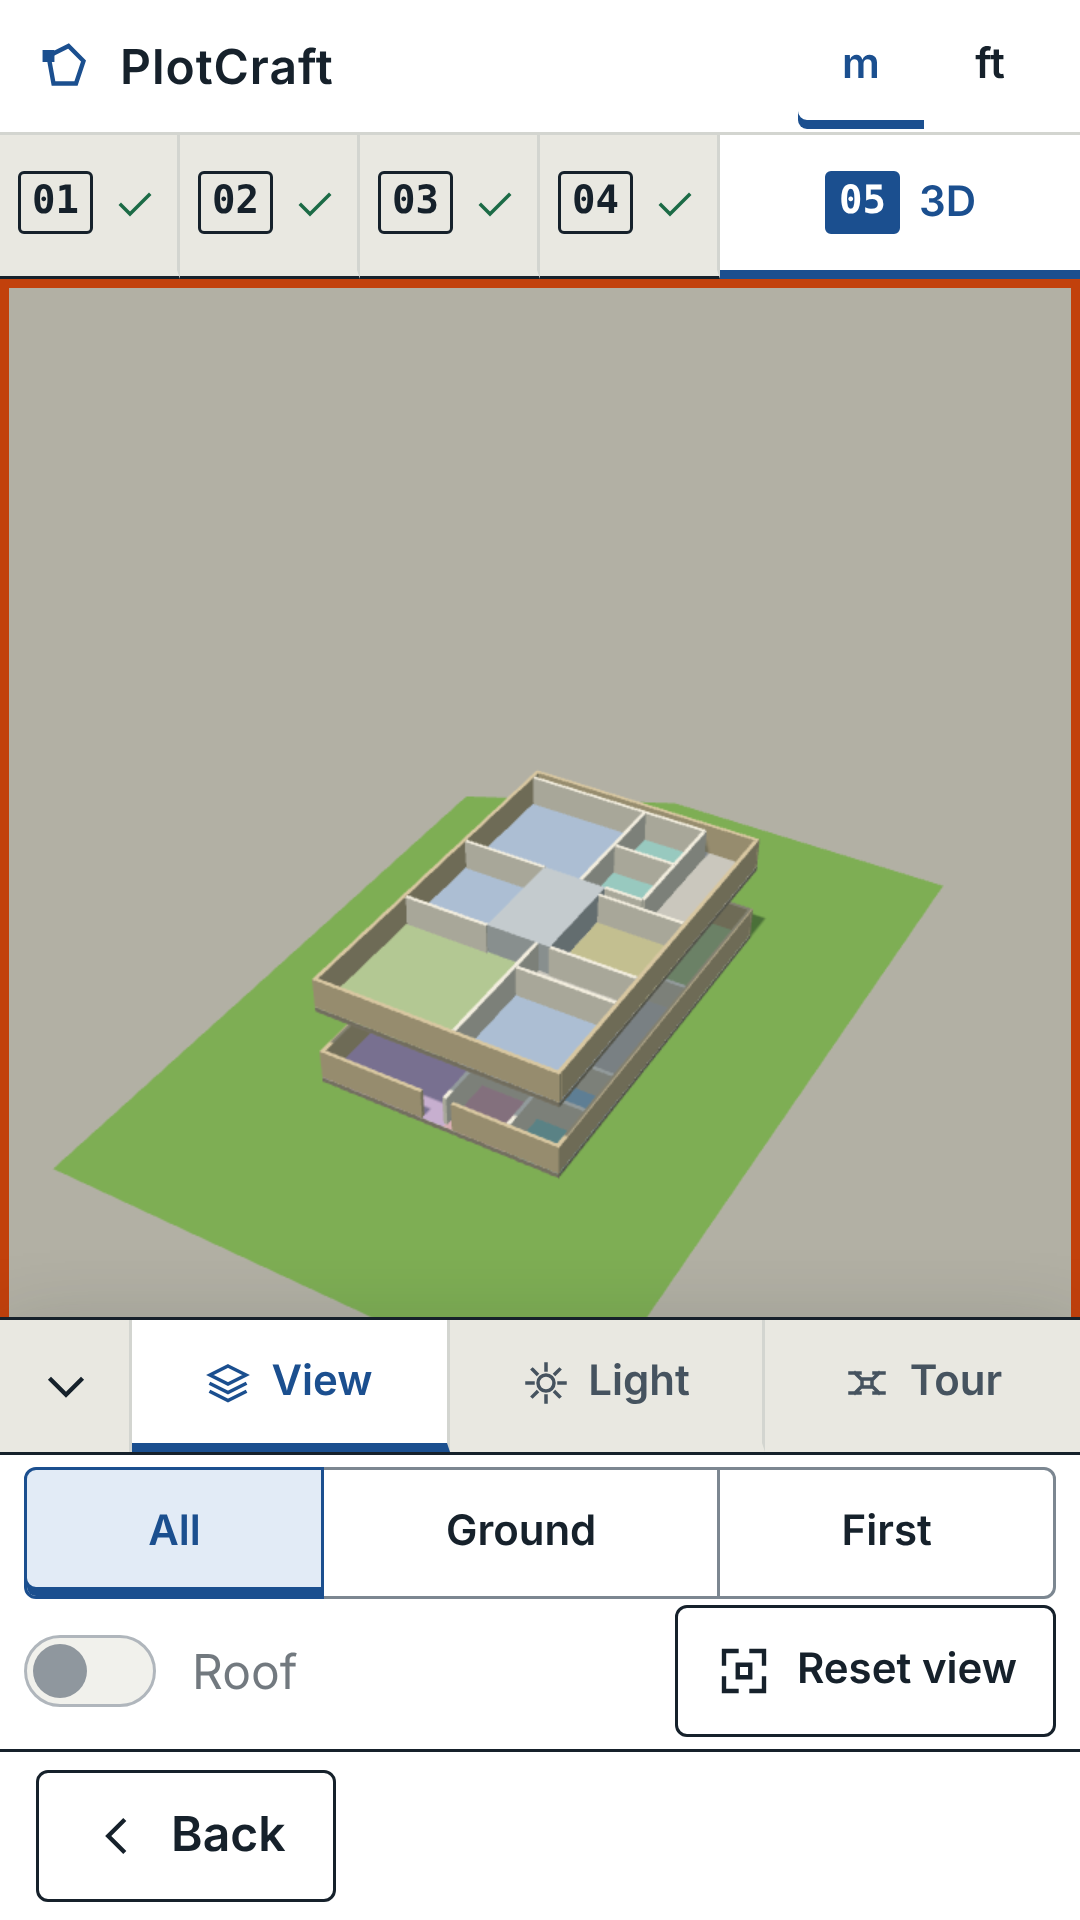 PlotCraft
m ft
01 02 03 04 05 3D
View Light Tour
All Ground First
Roof Reset view
Back